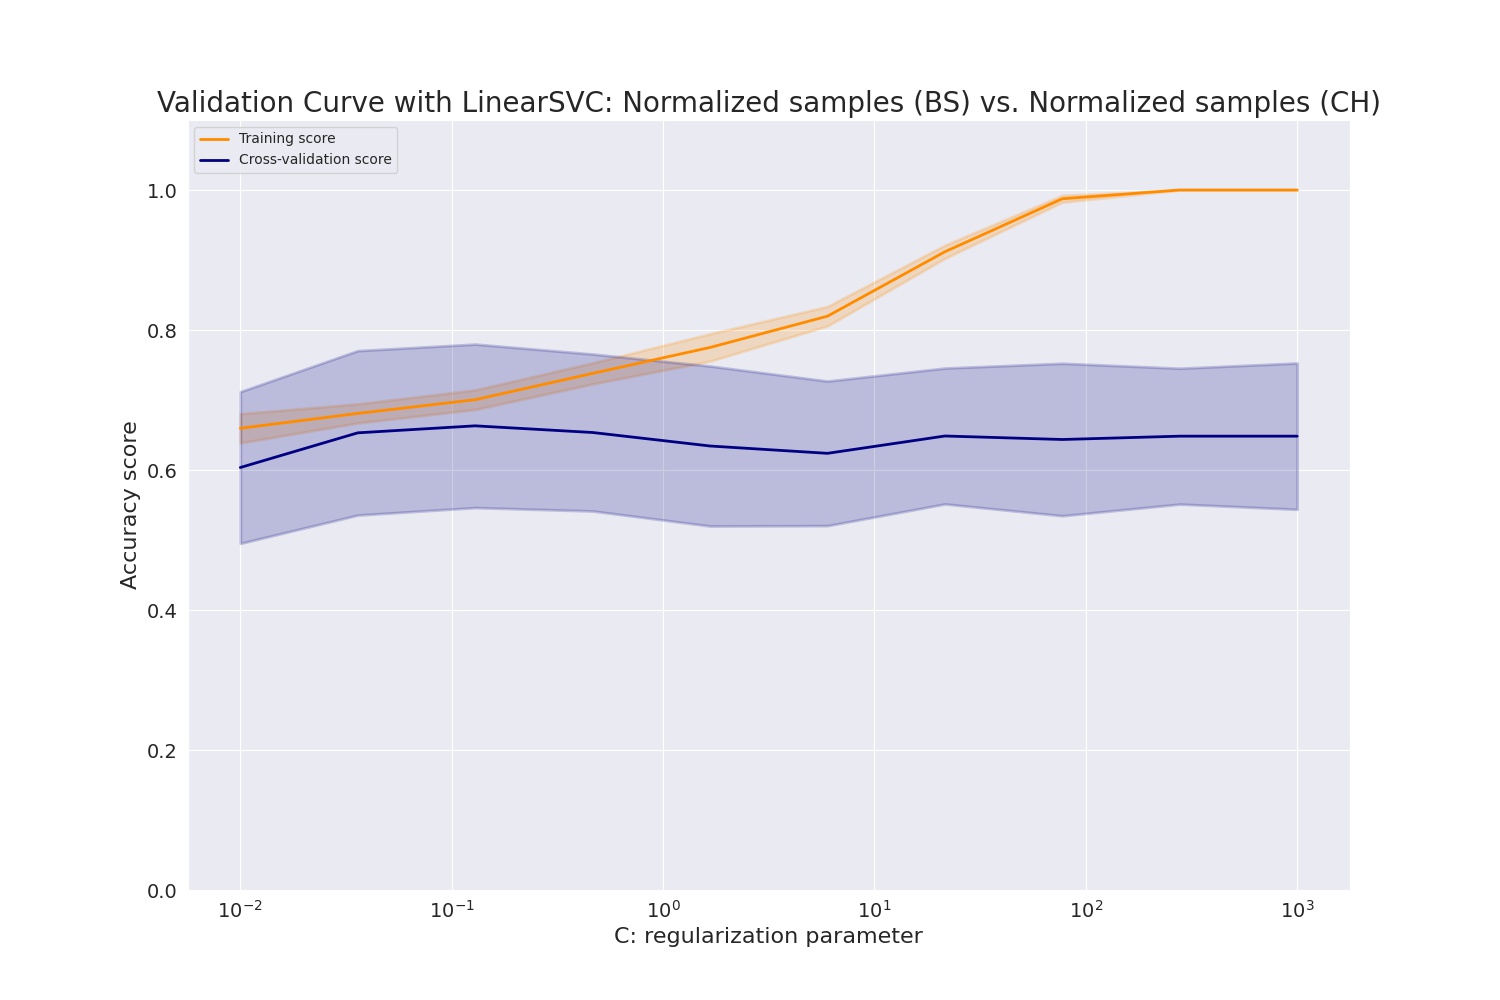 Validation Curve with LinearSVC: Normalized samples (BS) vs. Normalized samples (CH)
Training score
Cross-validation score
1.0
0.8
0.6
0.4
0.2
0.0
Accuracy score
10⁻² 10⁻¹ 10⁰ 10¹ 10² 10³
C: regularization parameter